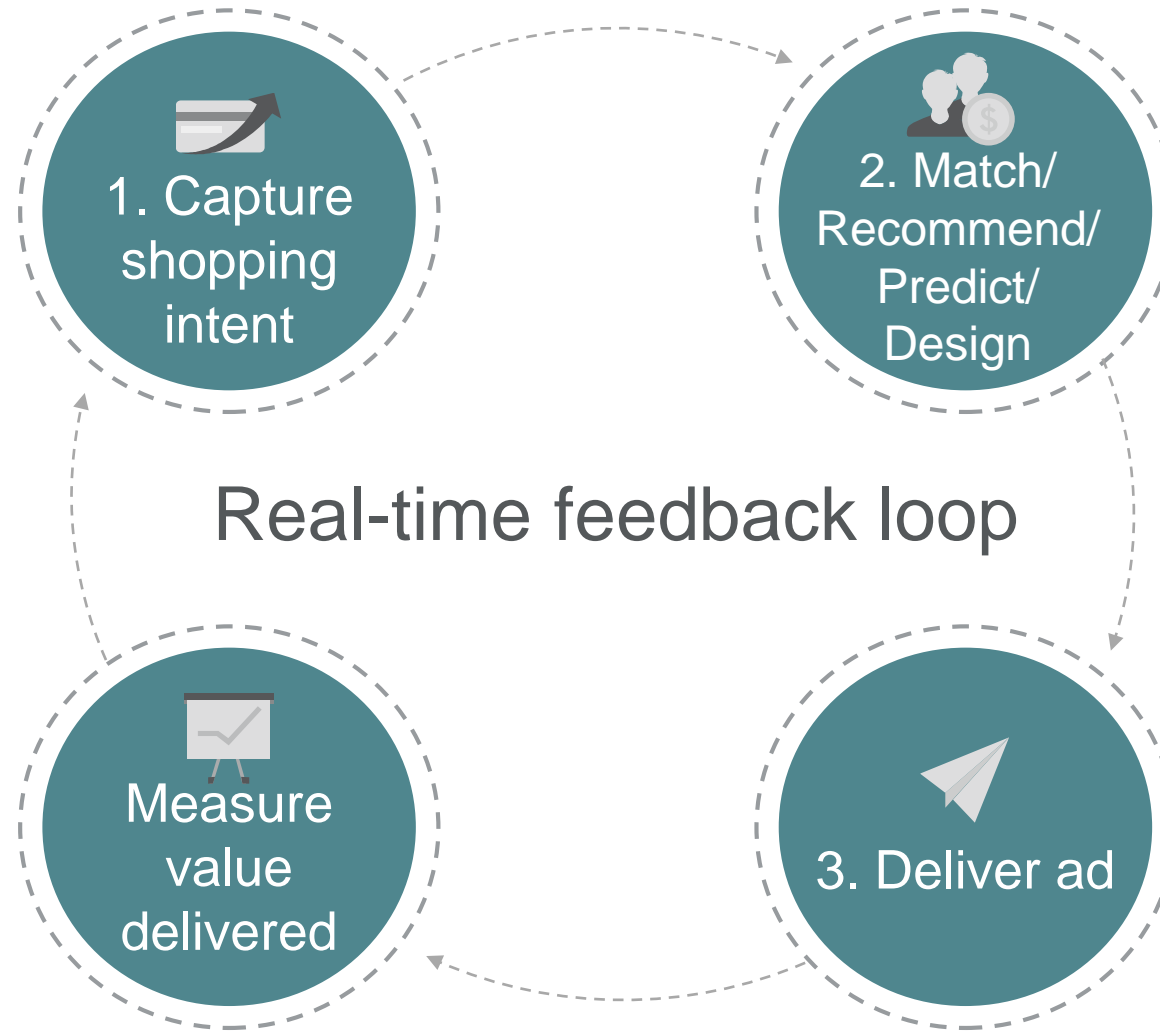 1. Capture
shopping
intent
2. Match/
Recommend/
Predict/
Design
Real-time feedback loop
Measure
value
delivered
3. Deliver ad
$